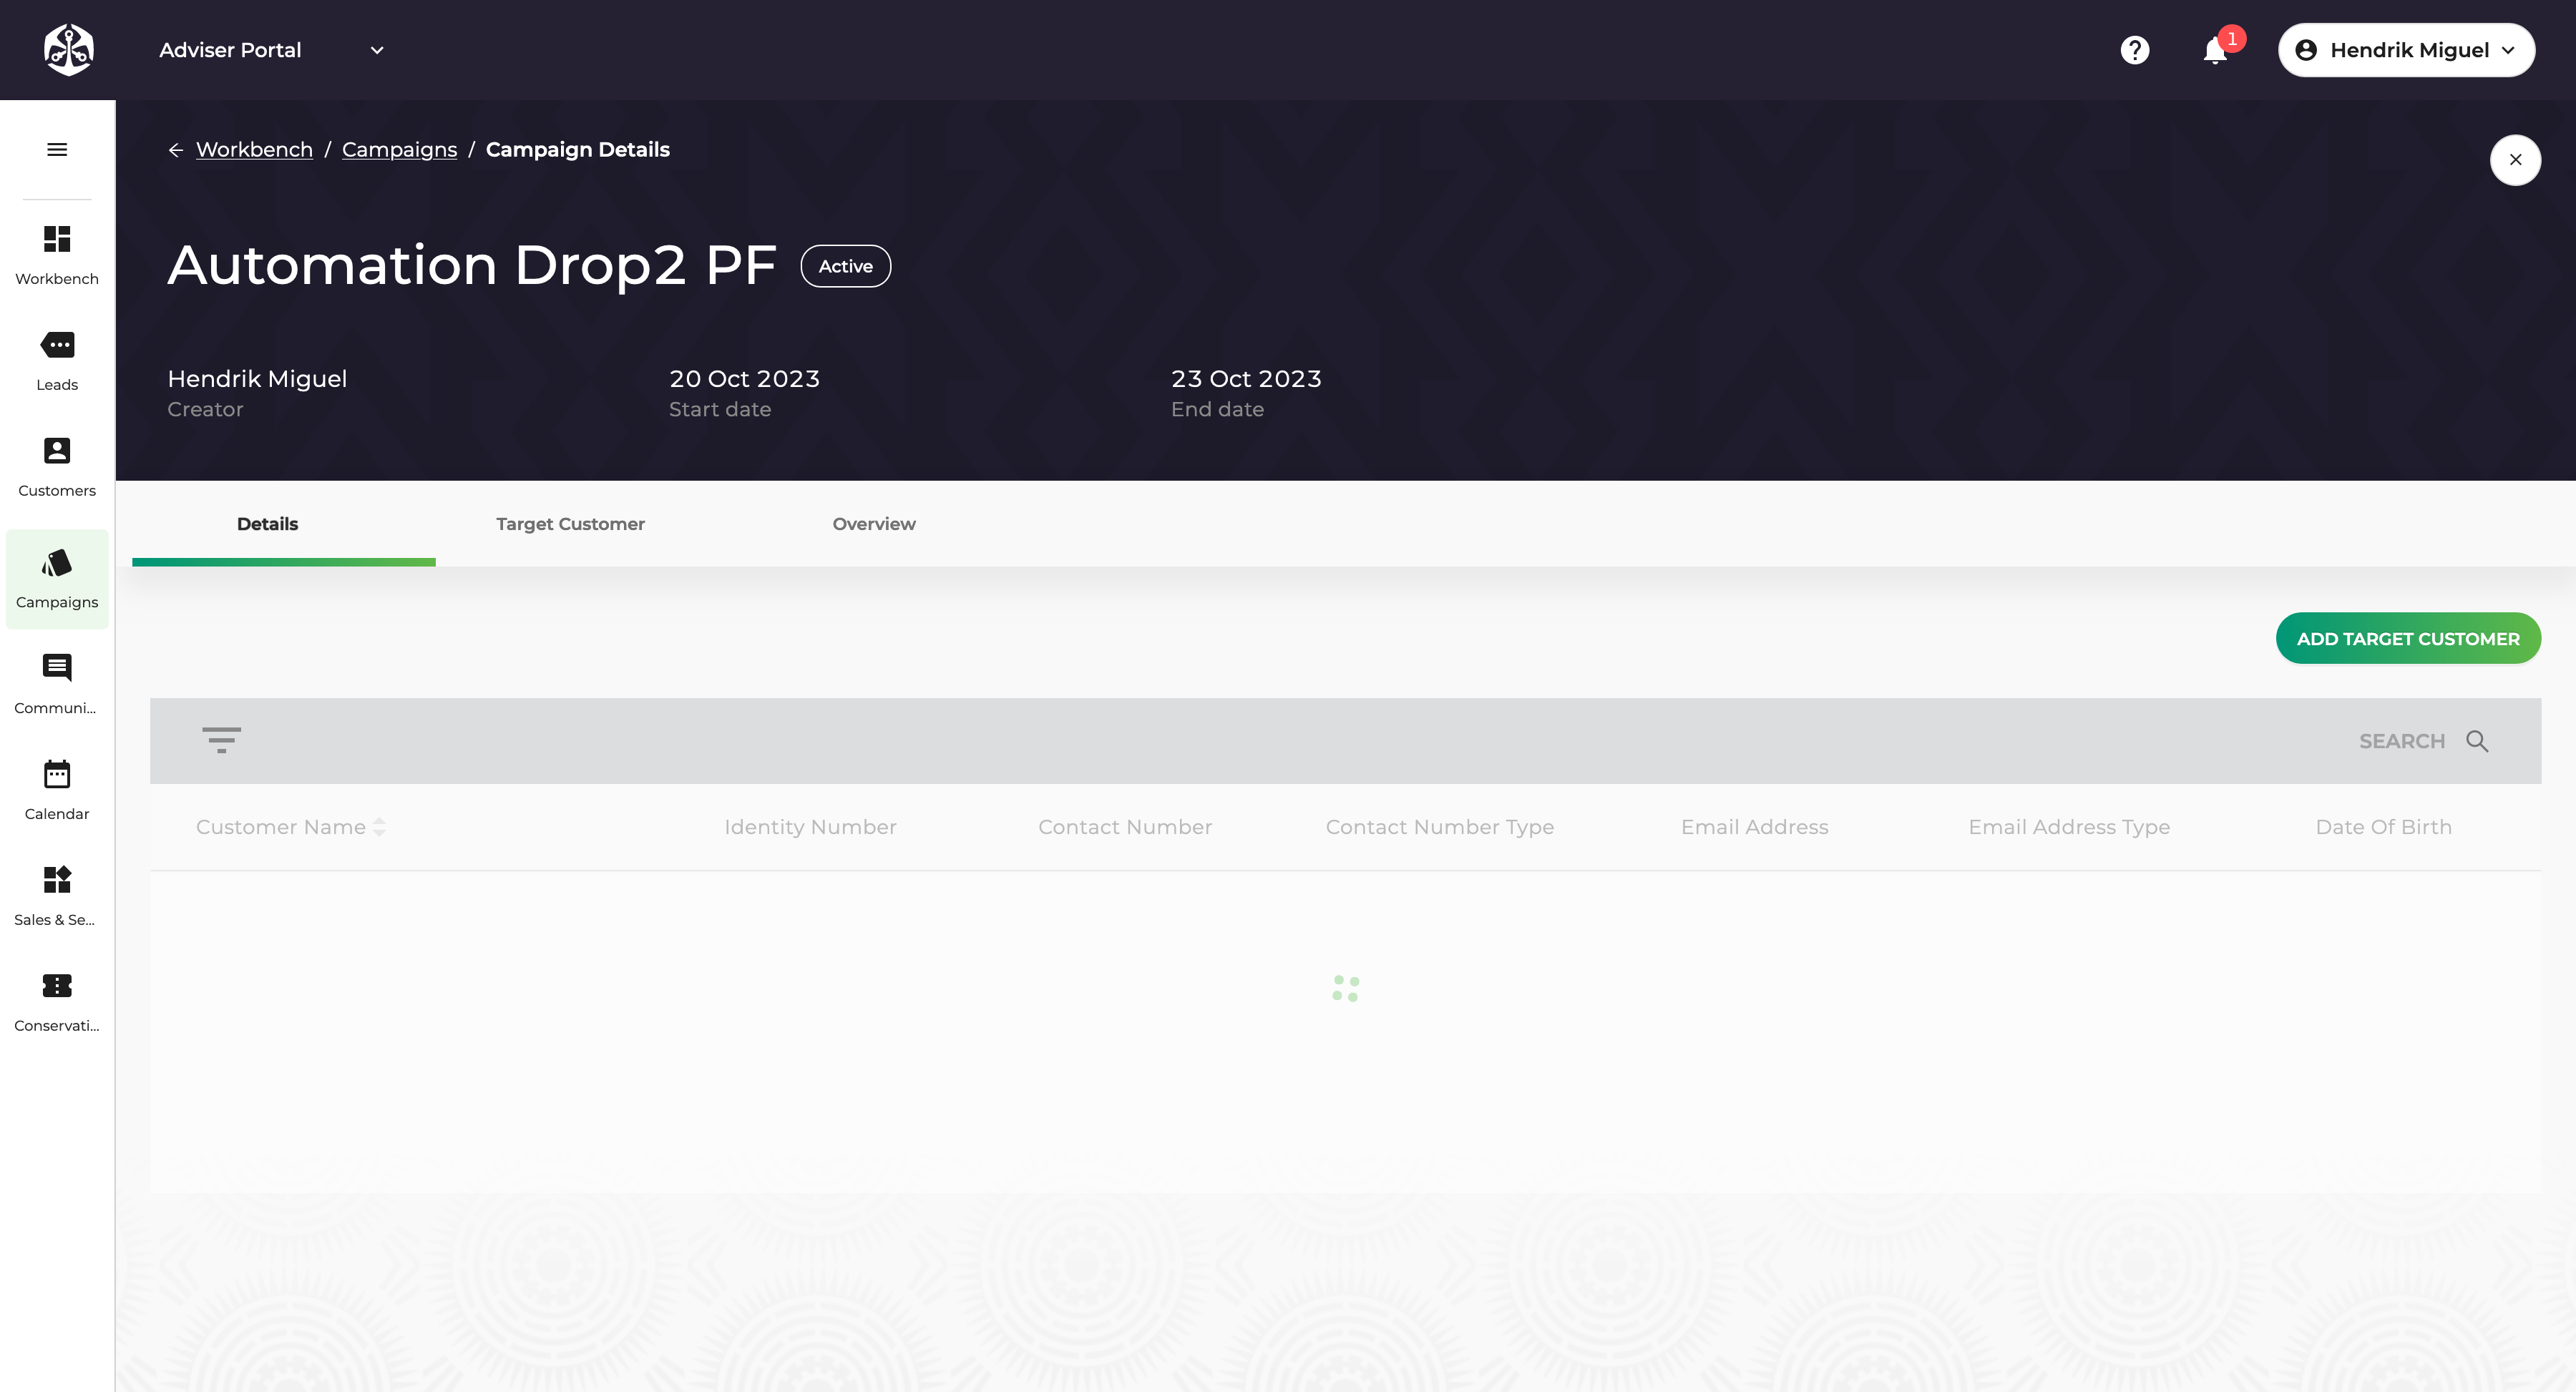 Adviser Portal
1
Hendrik Miguel
Workbench / Campaigns / Campaign Details
Automation Drop2 PF
Active
Hendrik Miguel
Creator
20 Oct 2023
Start date
23 Oct 2023
End date
Workbench
Leads
Customers
Campaigns
Communi...
Calendar
Sales & Se...
Conservati...
Details
Target Customer
Overview
ADD TARGET CUSTOMER
SEARCH
Customer Name
Identity Number
Contact Number
Contact Number Type
Email Address
Email Address Type
Date Of Birth